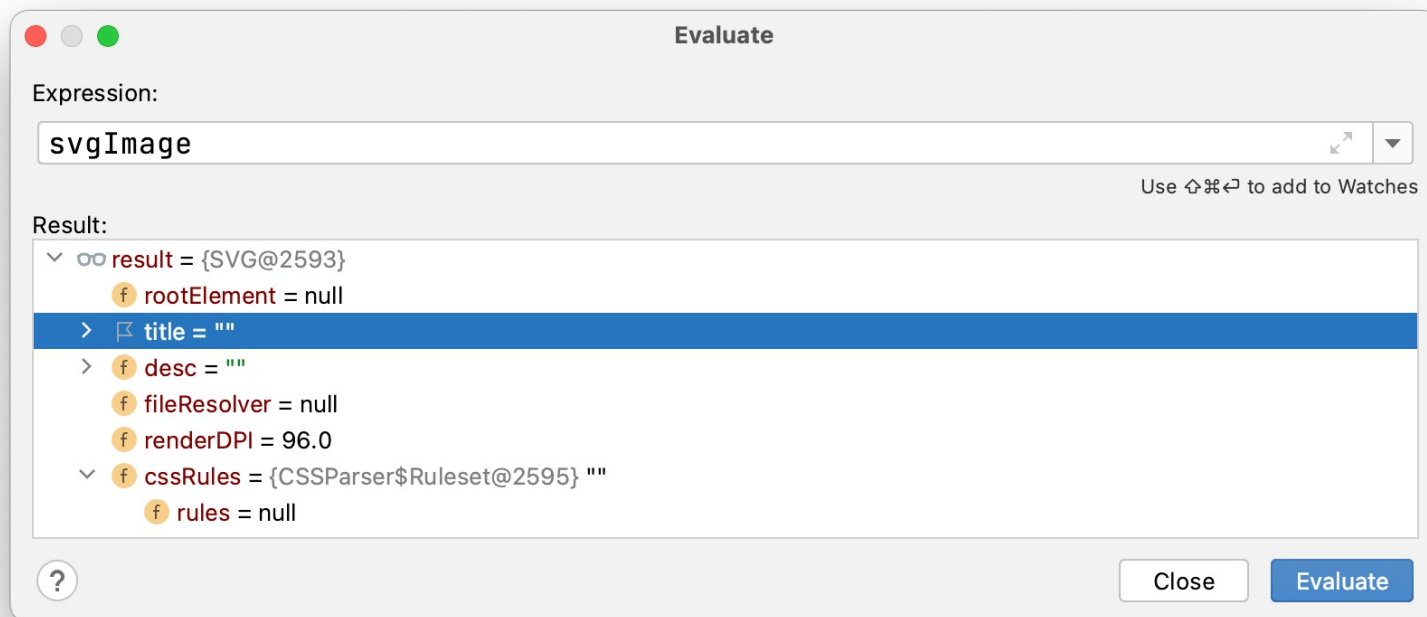 Evaluate
Expression:
svgImage
Use ⇧⌘⏎ to add to Watches
Result:
result = {SVG@2593}
f rootElement = null
title = ""
f desc = ""
f fileResolver = null
f renderDPI = 96.0
f cssRules = {CSSParser$Ruleset@2595} ""
f rules = null
? Close Evaluate